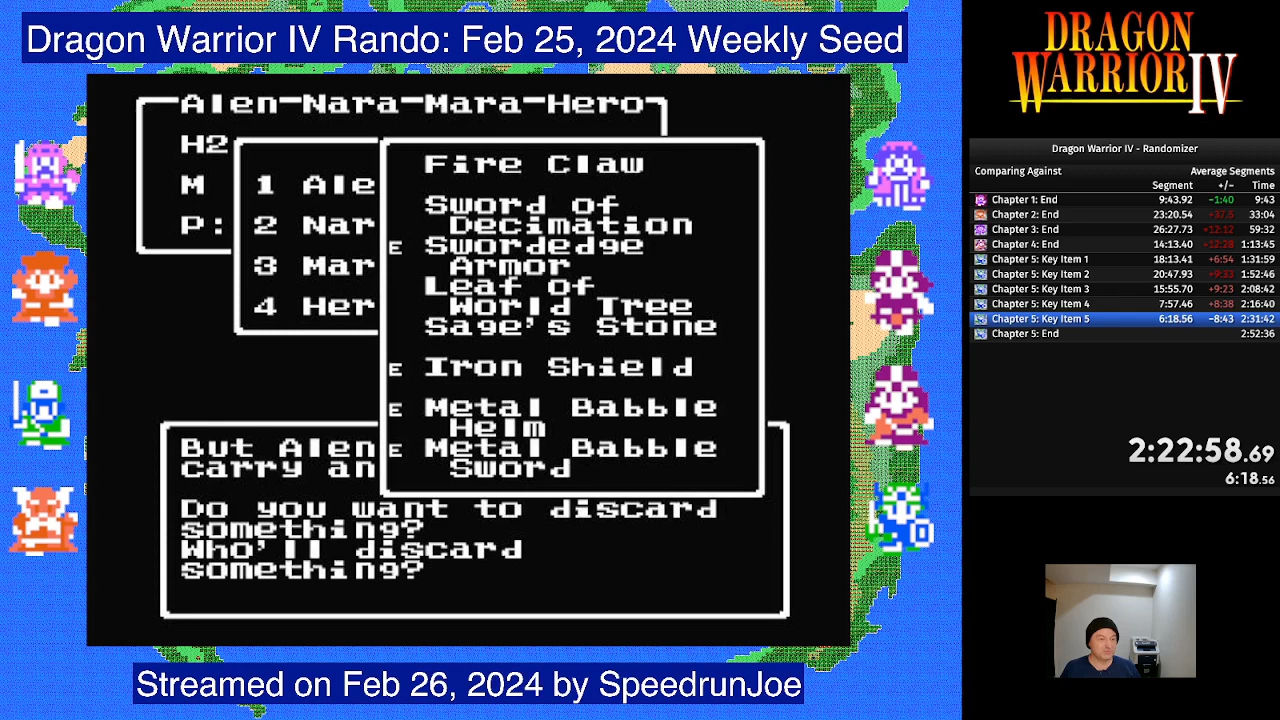 Dragon Warrior IV Rando: Feb 25, 2024 Weekly Seed
Alen Nara Mara Hero
H2
M
P:
1 Ale
2 Nar
3 Mar
4 Her
Fire Claw
Sword of
Decimation
E Swordedge
Armor
Leaf of
World Tree
Sage's Stone
E Iron Shield
E Metal Babble
Helm
E Metal Babble
Sword
But Alen
carry an
Do you want to discard
something?
Who'll discard
something?
Streamed on Feb 26, 2024 by SpeedrunJoe
DRAGON
WARRIOR IV
Dragon Warrior IV - Randomizer
Comparing Against Average Segments
Segment +/- Time
Chapter 1: End 9:43.92 −1:40 9:43
Chapter 2: End 23:20.54 +37.5 33:04
Chapter 3: End 26:27.73 +12:12 59:32
Chapter 4: End 14:13.40 +12:28 1:13:45
Chapter 5: Key Item 1 18:13.41 +6:54 1:31:59
Chapter 5: Key Item 2 20:47.93 +9:33 1:52:46
Chapter 5: Key Item 3 15:55.70 +9:23 2:08:42
Chapter 5: Key Item 4 7:57.46 +8:38 2:16:40
Chapter 5: Key Item 5 6:18.56 −8:43 2:31:42
Chapter 5: End 2:52:36
2:22:58.69
6:18.56